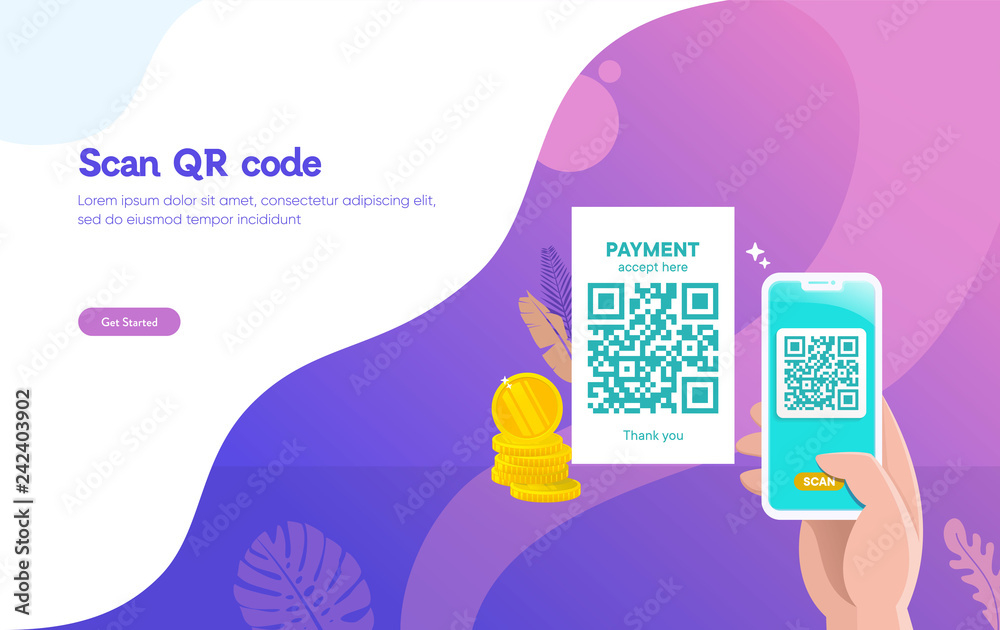 Scan QR code
Lorem ipsum dolor sit amet, consectetur adipiscing elit,
sed do eiusmod tempor incididunt
Get Started
PAYMENT
accept here
Thank you
SCAN
Adobe Stock | #242403902